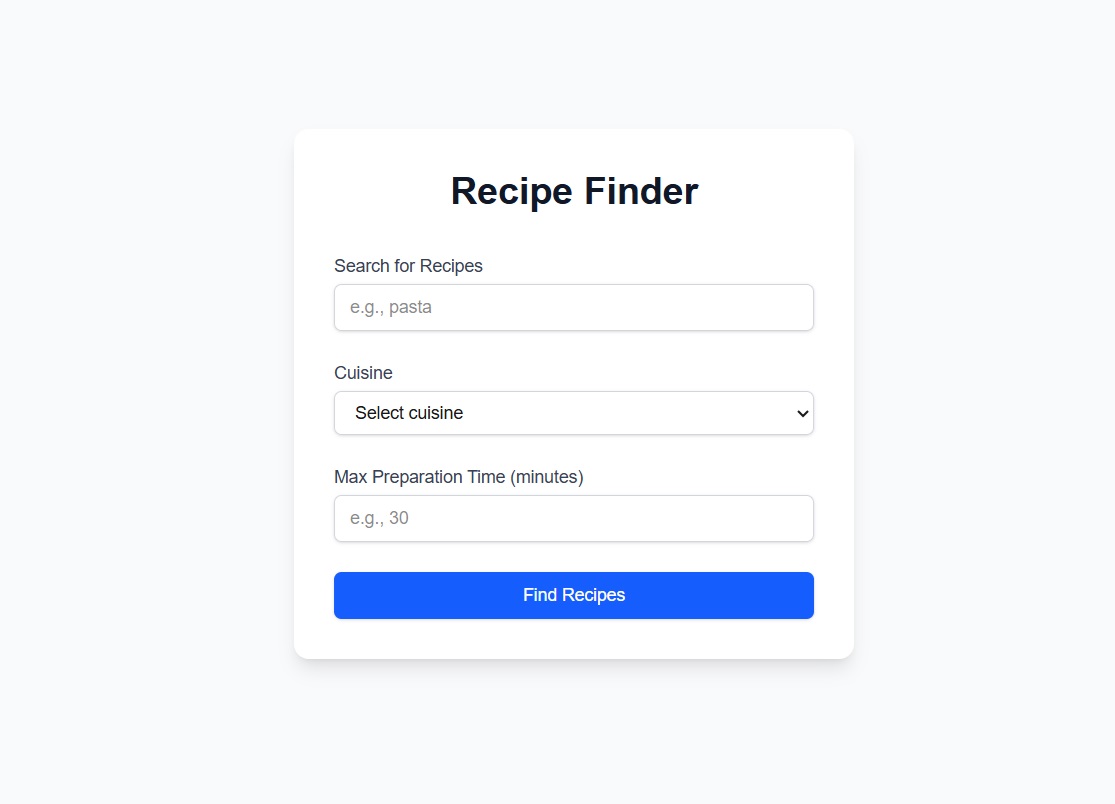 Recipe Finder
Search for Recipes
e.g., pasta
Cuisine
Select cuisine
Max Preparation Time (minutes)
e.g., 30
Find Recipes